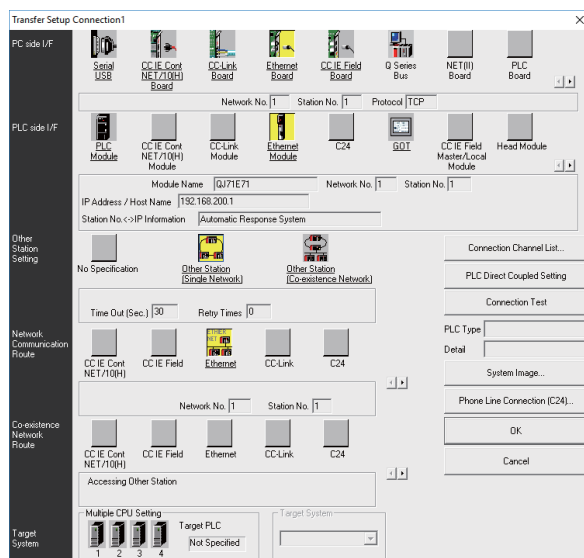 Transfer Setup Connection1
PC side I/F
Serial USB
CC IE Cont NET/10(H) Board
CC-Link Board
Ethernet Board
CC IE Field Board
Q Series Bus
NET(II) Board
PLC Board
Network No. 1 Station No. 1 Protocol TCP
PLC side I/F
PLC Module
CC IE Cont NET/10(H) Module
CC-Link Module
Ethernet Module
C24
GOT
CC IE Field Master/Local Module
Head Module
Module Name QJ71E71 Network No. 1 Station No. 1
IP Address / Host Name 192.168.200.1
Station No.<->IP Information Automatic Response System
Other Station Setting
No Specification
Other Station (Single Network)
Other Station (Co-existence Network)
Time Out (Sec.) 30 Retry Times 0
Connection Channel List...
PLC Direct Coupled Setting
Connection Test
PLC Type
Detail
System Image...
Phone Line Connection (C24)...
OK
Cancel
Network Communication Route
CC IE Cont NET/10(H)
CC IE Field
Ethernet
CC-Link
C24
Network No. 1 Station No. 1
Co-existence Network Route
CC IE Cont NET/10(H)
CC IE Field
Ethernet
CC-Link
C24
Accessing Other Station
Target System
Multiple CPU Setting
1 2 3 4
Target PLC
Not Specified
Target System